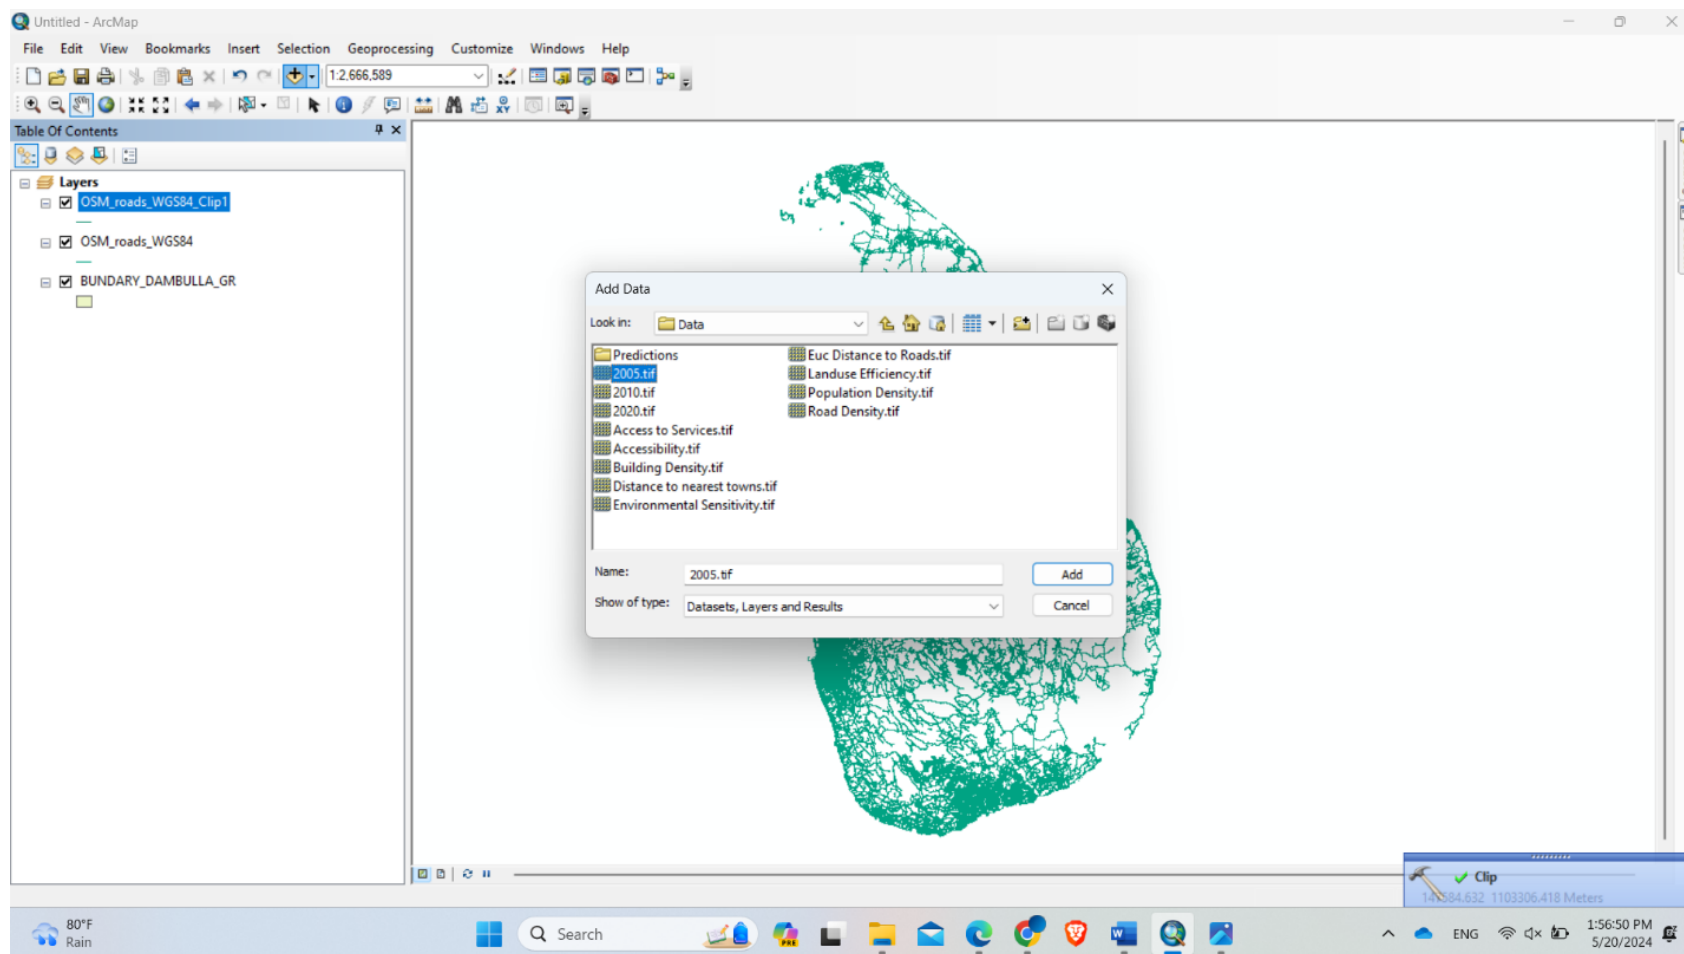 Untitled - ArcMap
File Edit View Bookmarks Insert Selection Geoprocessing Customize Windows Help
1:2,666,589
Table Of Contents
Layers
OSM_roads_WGS84_Clip1
OSM_roads_WGS84
BUNDARY_DAMBULLA_GR
Add Data
Look in: Data
Predictions
2005.tif
2010.tif
2020.tif
Access to Services.tif
Accessibility.tif
Building Density.tif
Distance to nearest towns.tif
Environmental Sensitivity.tif
Euc Distance to Roads.tif
Landuse Efficiency.tif
Population Density.tif
Road Density.tif
Name: 2005.tif
Add
Show of type: Datasets, Layers and Results
Cancel
Clip
1103306.418 Meters
80°F
Rain
Search
PRE
ENG
1:56:50 PM
5/20/2024